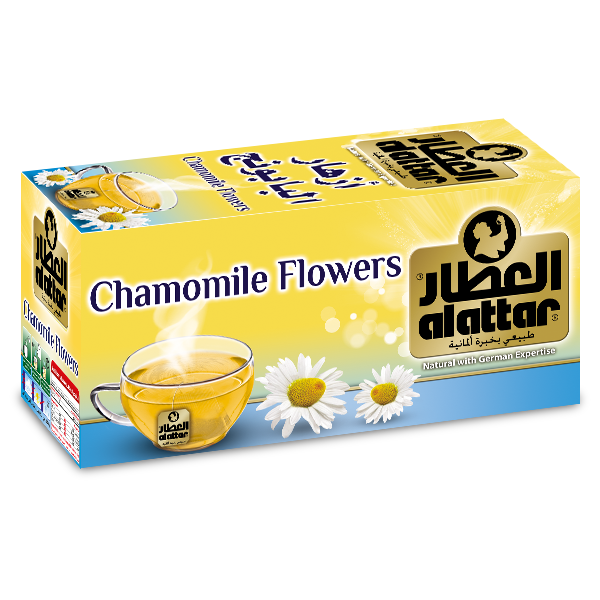 أزهار
البابونج
Chamomile Flowers
العطار
alattar
Chamomile Flowers
العطار
alattar
طبيعي بخبرة ألمانية
Natural with German Expertise
العطار
alattar
Chamomile Flowers
العطار
alattar